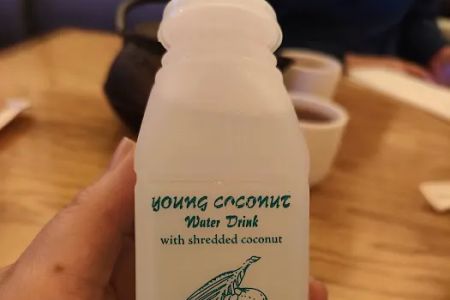 YOUNG COCONUT
Water Drink
with shredded coconut